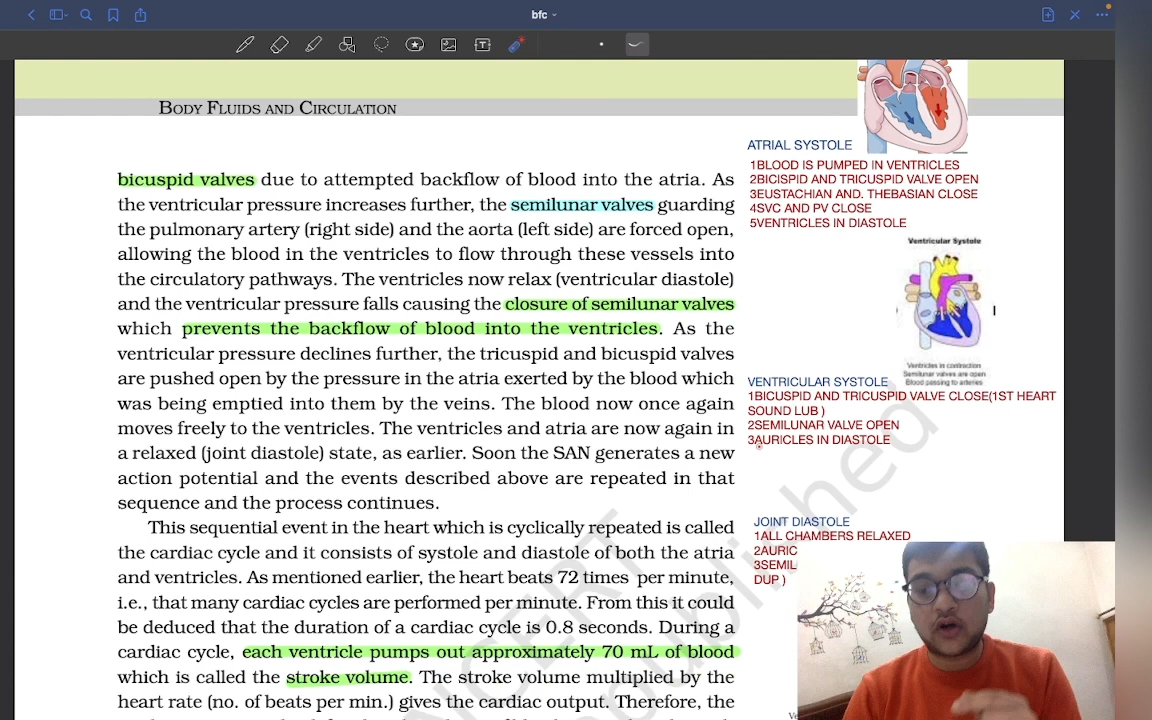 bfc
BODY FLUIDS AND CIRCULATION
bicuspid valves due to attempted backflow of blood into the atria. As
the ventricular pressure increases further, the semilunar valves guarding
the pulmonary artery (right side) and the aorta (left side) are forced open,
allowing the blood in the ventricles to flow through these vessels into
the circulatory pathways. The ventricles now relax (ventricular diastole)
and the ventricular pressure falls causing the closure of semilunar valves
which prevents the backflow of blood into the ventricles. As the
ventricular pressure declines further, the tricuspid and bicuspid valves
are pushed open by the pressure in the atria exerted by the blood which
was being emptied into them by the veins. The blood now once again
moves freely to the ventricles. The ventricles and atria are now again in
a relaxed (joint diastole) state, as earlier. Soon the SAN generates a new
action potential and the events described above are repeated in that
sequence and the process continues.
This sequential event in the heart which is cyclically repeated is called
the cardiac cycle and it consists of systole and diastole of both the atria
and ventricles. As mentioned earlier, the heart beats 72 times per minute,
i.e., that many cardiac cycles are performed per minute. From this it could
be deduced that the duration of a cardiac cycle is 0.8 seconds. During a
cardiac cycle, each ventricle pumps out approximately 70 mL of blood
which is called the stroke volume. The stroke volume multiplied by the
heart rate (no. of beats per min.) gives the cardiac output. Therefore, the
ATRIAL SYSTOLE
1BLOOD IS PUMPED IN VENTRICLES
2BICISPID AND TRICUSPID VALVE OPEN
3EUSTACHIAN AND. THEBASIAN CLOSE
4SVC AND PV CLOSE
5VENTRICLES IN DIASTOLE
Ventricular Systole
Ventricles in contraction
Semilunar valves are open
Blood passing to arteries
VENTRICULAR SYSTOLE
1BICUSPID AND TRICUSPID VALVE CLOSE(1ST HEART
SOUND LUB )
2SEMILUNAR VALVE OPEN
3AURICLES IN DIASTOLE
JOINT DIASTOLE
1ALL CHAMBERS RELAXED
2AURIC
3SEMIL
DUP )
NCERT
republished